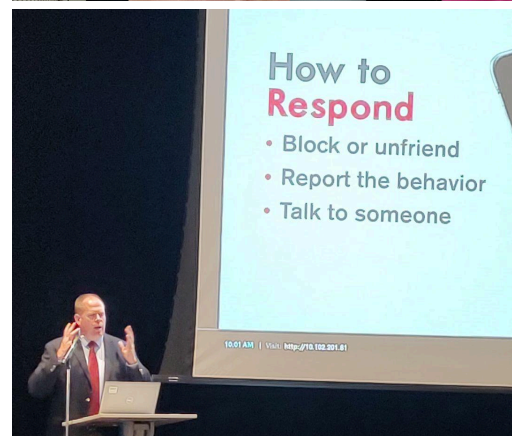 How to
Respond
• Block or unfriend
• Report the behavior
• Talk to someone
10:01 AM | Visit: http://10.102.201.61